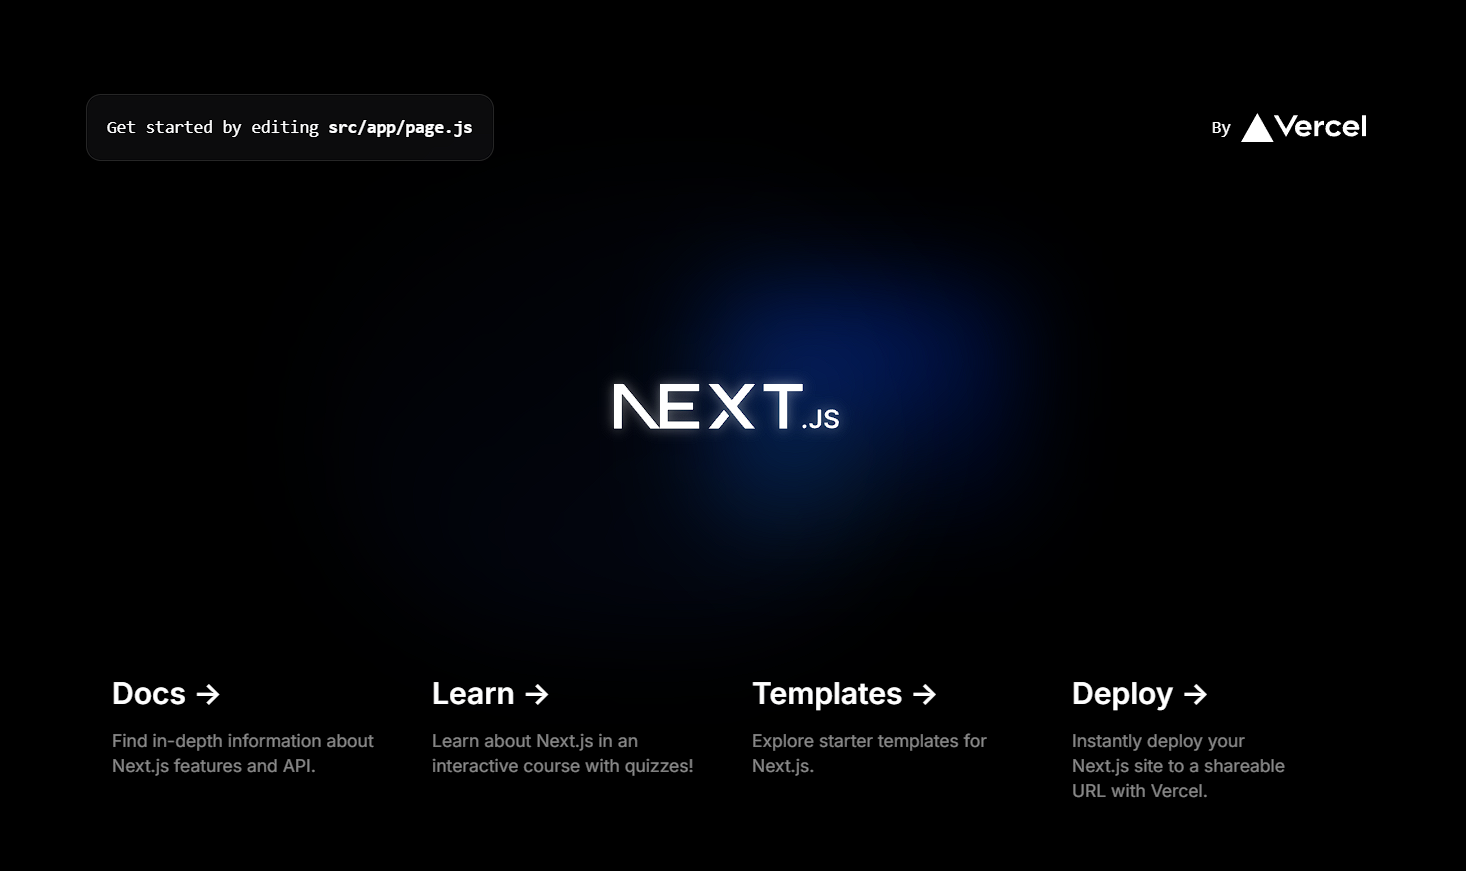 Get started by editing src/app/page.js
By Vercel
NEXT.JS
Docs →
Find in-depth information about
Next.js features and API.
Learn →
Learn about Next.js in an
interactive course with quizzes!
Templates →
Explore starter templates for
Next.js.
Deploy →
Instantly deploy your
Next.js site to a shareable
URL with Vercel.